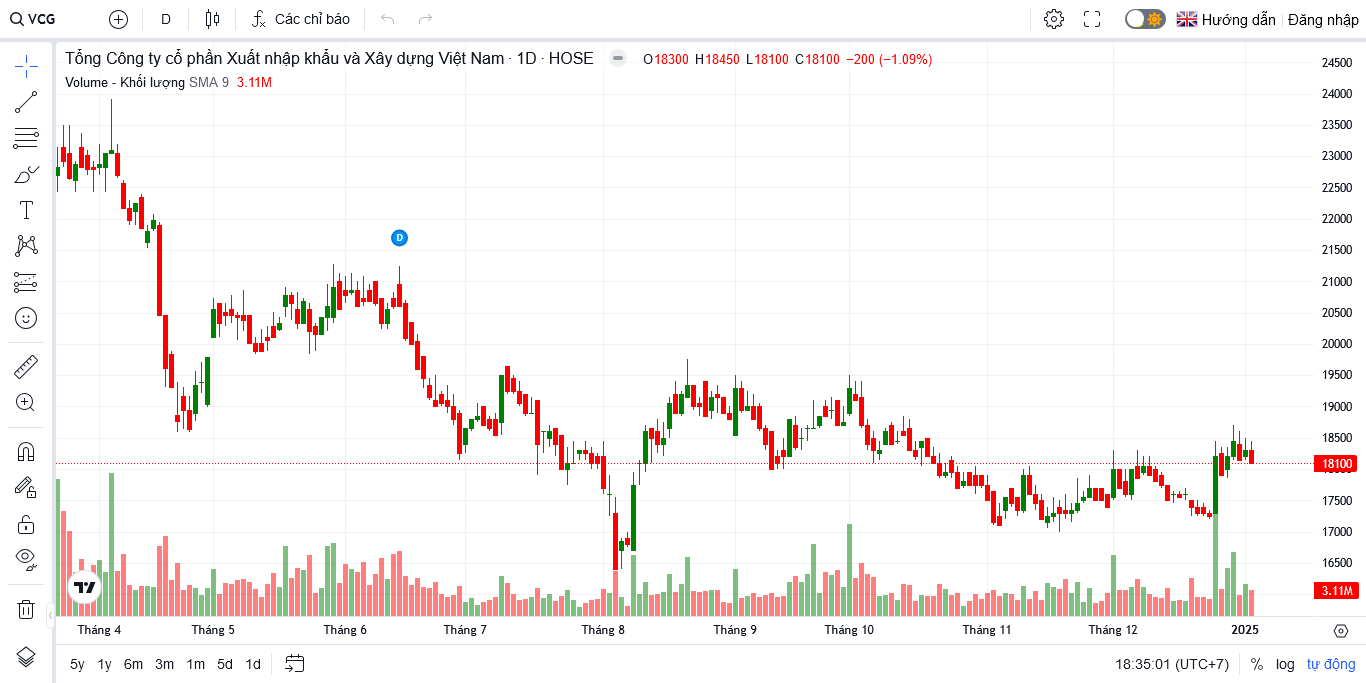 VCG D Các chỉ báo Hướng dẫn Đăng nhập
Tổng Công ty cổ phần Xuất nhập khẩu và Xây dựng Việt Nam · 1D · HOSE O18300 H18450 L18100 C18100 −200 (−1.09%)
Volume - Khối lượng SMA 9 3.11M
D
24500
24000
23500
23000
22500
22000
21500
21000
20500
20000
19500
19000
18500
18100
17500
17000
16500
3.11M
Tháng 4 Tháng 5 Tháng 6 Tháng 7 Tháng 8 Tháng 9 Tháng 10 Tháng 11 Tháng 12 2025
5y 1y 6m 3m 1m 5d 1d 18:35:01 (UTC+7) % log tự động